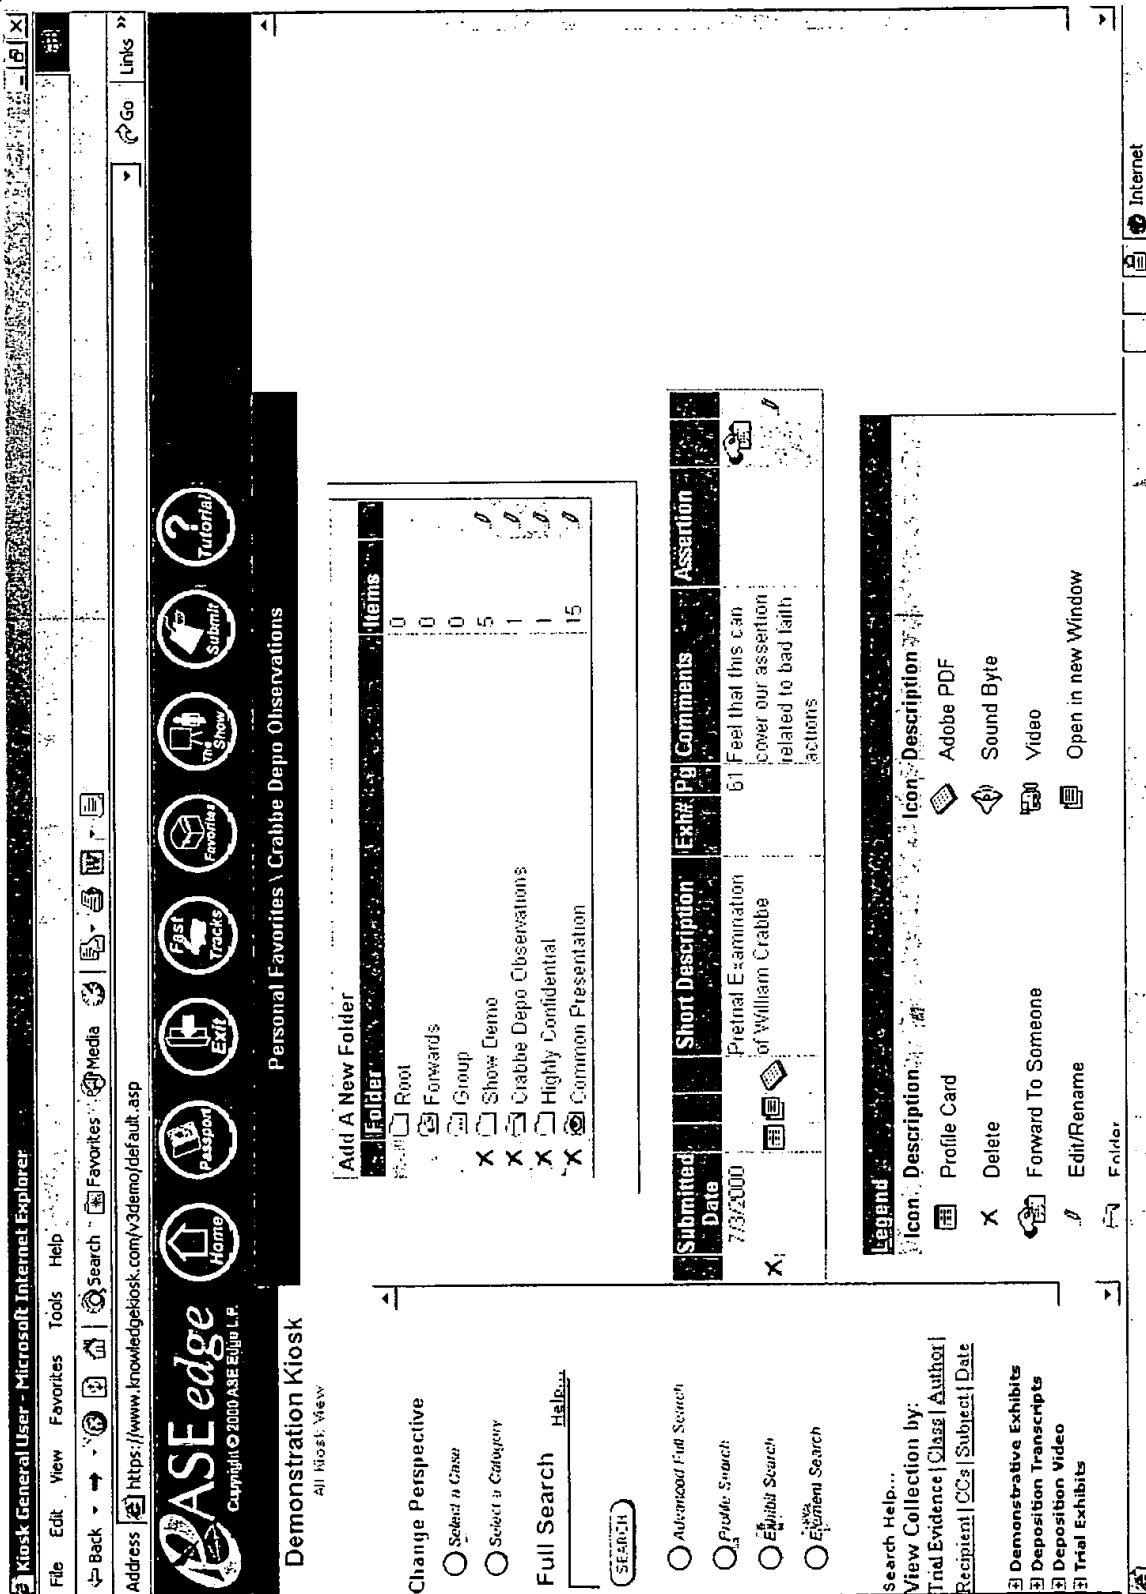 Kiosk General User - Microsoft Internet Explorer
File Edit View Favorites Tools Help
Back Search Favorites Media
Address https://www.knowledgekiosk.com/v3demo/default.asp Go Links »
CASE edge
Copyright © 2000 ASE Edge L.P.
Home Passport Exit Fast Tracks Favorites The Show Submit ? Tutorial
Demonstration Kiosk
All Kiosk View
Change Perspective
Select a Case
Select a Category
Full Search Help...
SEARCH
Advanced Full Search
Profile Search
Exhibit Search
Element Search
Search Help...
View Collection by:
Trial Evidence | Class | Author |
Recipient | CCs | Subject | Date
Demonstrative Exhibits
Deposition Transcripts
Deposition Video
Trial Exhibits
Personal Favorites \ Crabbe Depo Observations
Add A New Folder
Folder Items
Root 0
Forwards 0
Group 0
X Show Demo 5
X Crabbe Depo Observations 1
X Highly Confidential 1
X Common Presentation 15
Submitted Date Short Description Exh# Pg Comments Assertion
X 7/3/2000 Pretrial Examination of William Crabbe 61 Feel that this can cover our assertion related to bad faith actions
Legend
Icon Description Icon Description
Profile Card Adobe PDF
X Delete Sound Byte
Forward To Someone Video
Edit/Rename Open in new Window
Folder
Internet